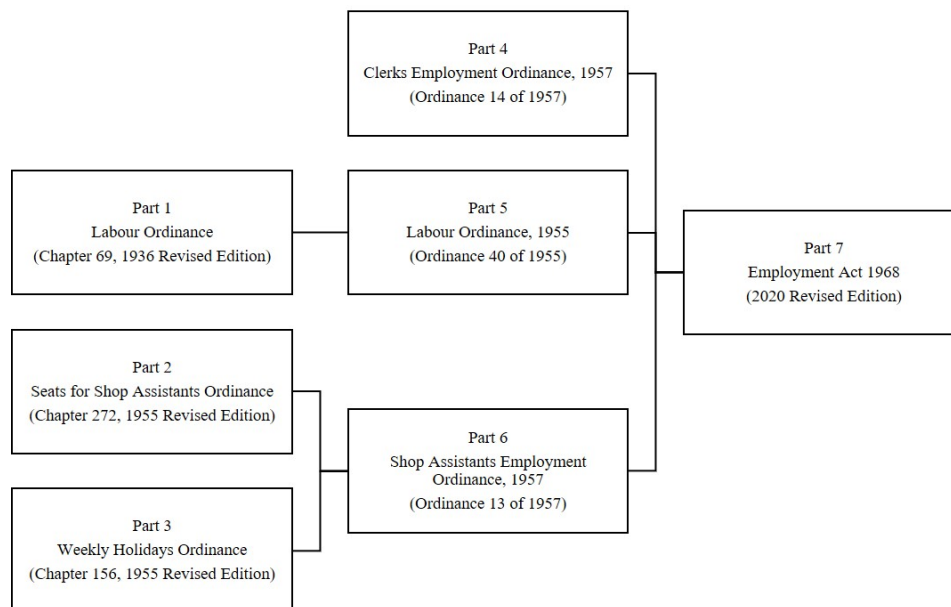 Part 4
Clerks Employment Ordinance, 1957
(Ordinance 14 of 1957)
Part 1
Labour Ordinance
(Chapter 69, 1936 Revised Edition)
Part 5
Labour Ordinance, 1955
(Ordinance 40 of 1955)
Part 7
Employment Act 1968
(2020 Revised Edition)
Part 2
Seats for Shop Assistants Ordinance
(Chapter 272, 1955 Revised Edition)
Part 6
Shop Assistants Employment
Ordinance, 1957
(Ordinance 13 of 1957)
Part 3
Weekly Holidays Ordinance
(Chapter 156, 1955 Revised Edition)